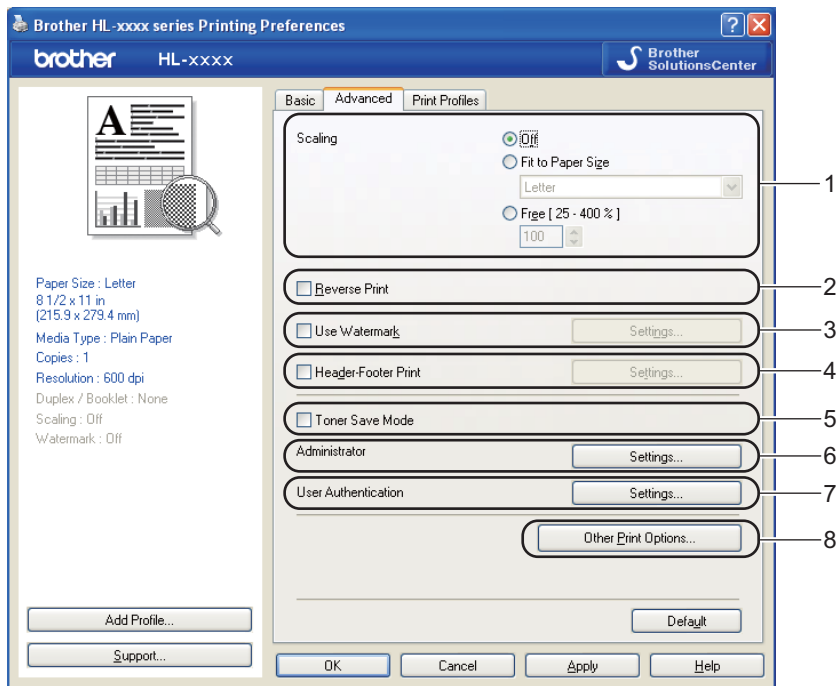 Brother HL-xxxx series Printing Preferences
brother HL-xxxx
Brother
SolutionsCenter
A
Paper Size : Letter
8 1/2 x 11 in
(215.9 x 279.4 mm)
Media Type : Plain Paper
Copies : 1
Resolution : 600 dpi
Duplex / Booklet : None
Scaling : Off
Watermark : Off
Add Profile...
Support...
Basic Advanced Print Profiles
Scaling
Off
Fit to Paper Size
Letter
Free [ 25 - 400 % ]
100
1
Reverse Print
2
Use Watermark Settings...
3
Header-Footer Print Settings...
4
Toner Save Mode
5
Administrator Settings...
6
User Authentication Settings...
7
Other Print Options...
8
Default
OK Cancel Apply Help